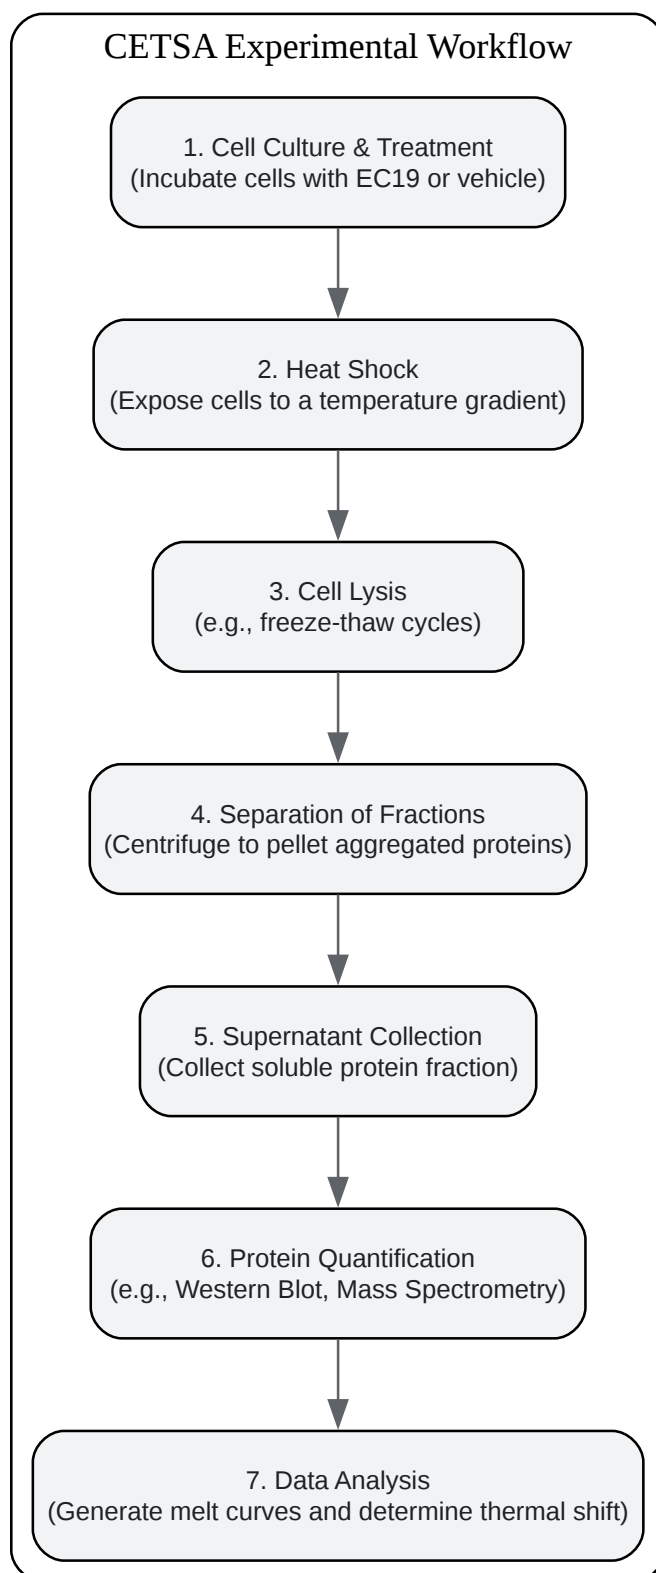 CETSA Experimental Workflow
1. Cell Culture & Treatment
(Incubate cells with EC19 or vehicle)
2. Heat Shock
(Expose cells to a temperature gradient)
3. Cell Lysis
(e.g., freeze-thaw cycles)
4. Separation of Fractions
(Centrifuge to pellet aggregated proteins)
5. Supernatant Collection
(Collect soluble protein fraction)
6. Protein Quantification
(e.g., Western Blot, Mass Spectrometry)
7. Data Analysis
(Generate melt curves and determine thermal shift)